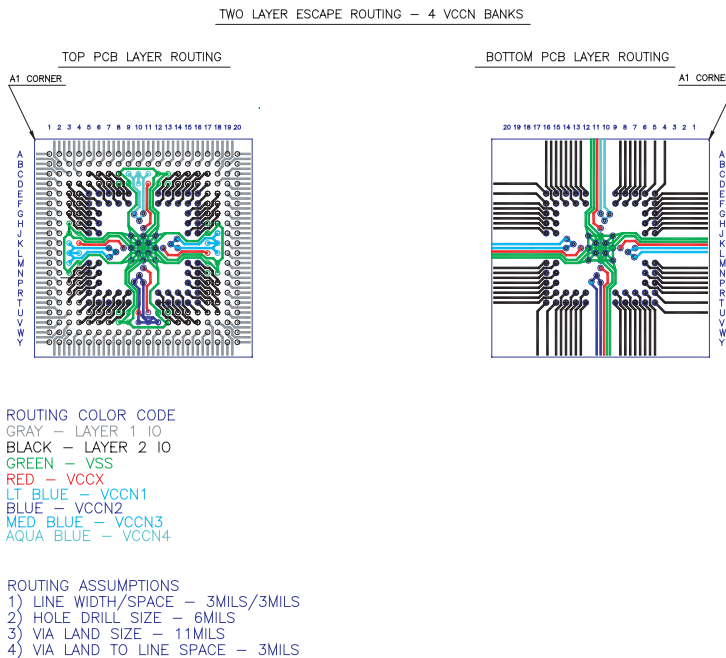 TWO LAYER ESCAPE ROUTING – 4 VCCN BANKS
TOP PCB LAYER ROUTING
A1 CORNER
1 2 3 4 5 6 7 8 9 10 11 12 13 14 15 16 17 18 19 20
A
B
C
D
E
F
G
H
J
K
L
M
N
P
R
T
U
V
W
Y
BOTTOM PCB LAYER ROUTING
A1 CORNER
20 19 18 17 16 15 14 13 12 11 10 9 8 7 6 5 4 3 2 1
A
B
C
D
E
F
G
H
J
K
L
M
N
P
R
T
U
V
W
Y
ROUTING COLOR CODE
GRAY – LAYER 1 IO
BLACK – LAYER 2 IO
GREEN – VSS
RED – VCCX
LT BLUE – VCCN1
BLUE – VCCN2
MED BLUE – VCCN3
AQUA BLUE – VCCN4
ROUTING ASSUMPTIONS
1) LINE WIDTH/SPACE – 3MILS/3MILS
2) HOLE DRILL SIZE – 6MILS
3) VIA LAND SIZE – 11MILS
4) VIA LAND TO LINE SPACE – 3MILS